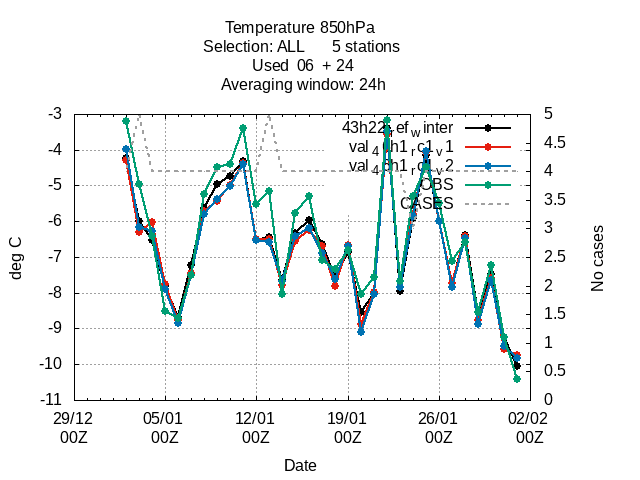 Temperature 850hPa
Selection: ALL 5 stations
Used 06 + 24
Averaging window: 24h
-3 5
43h22refwinter
-4 4.5
-5 4
OBS
CASES
-6 3.5
-7 3
-8 2.5
-9 2
-10 1.5
-11 1
0.5
0
deg C
No cases
29/12 05/01 12/01 19/01 26/01 02/02
00Z 00Z 00Z 00Z 00Z 00Z
Date